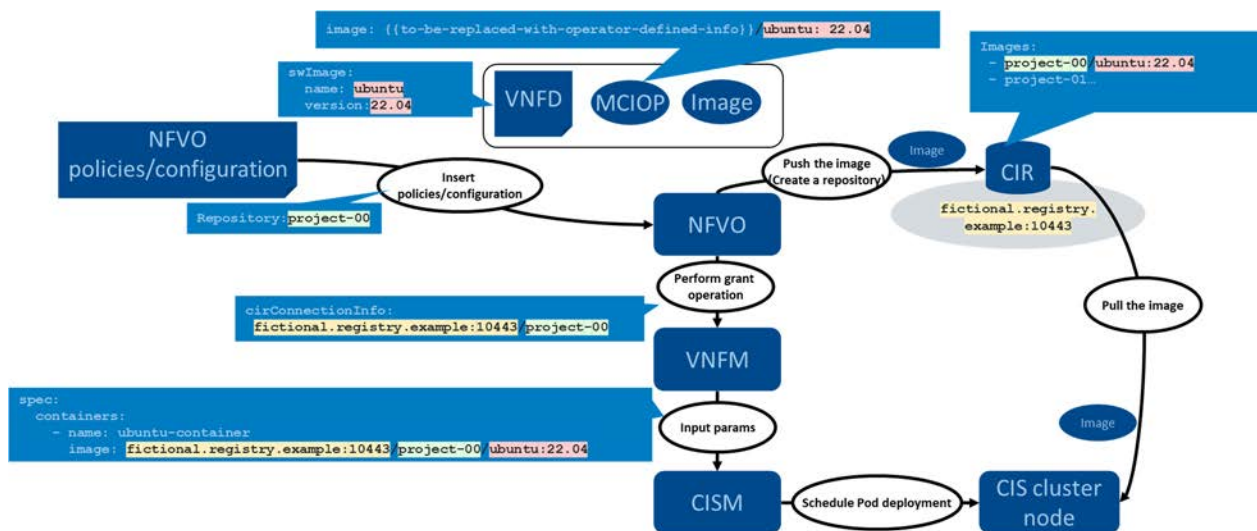 image: {{to-be-replaced-with-operator-defined-info}}/ubuntu: 22.04
swImage:
name: ubuntu
version:22.04
VNFD
MCIOP
Image
Images:
- project-00/ubuntu:22.04
- project-01…
NFVO
policies/configuration
Insert
policies/configuration
Repository:project-00
Push the image
(Create a repository)
Image
CIR
fictional.registry.
example:10443
NFVO
Perform grant
operation
cirConnectionInfo:
fictional.registry.example:10443/project-00
Pull the image
VNFM
spec:
containers:
- name: ubuntu-container
image: fictional.registry.example:10443/project-00/ubuntu:22.04
Input params
Image
CISM
Schedule Pod deployment
CIS cluster
node